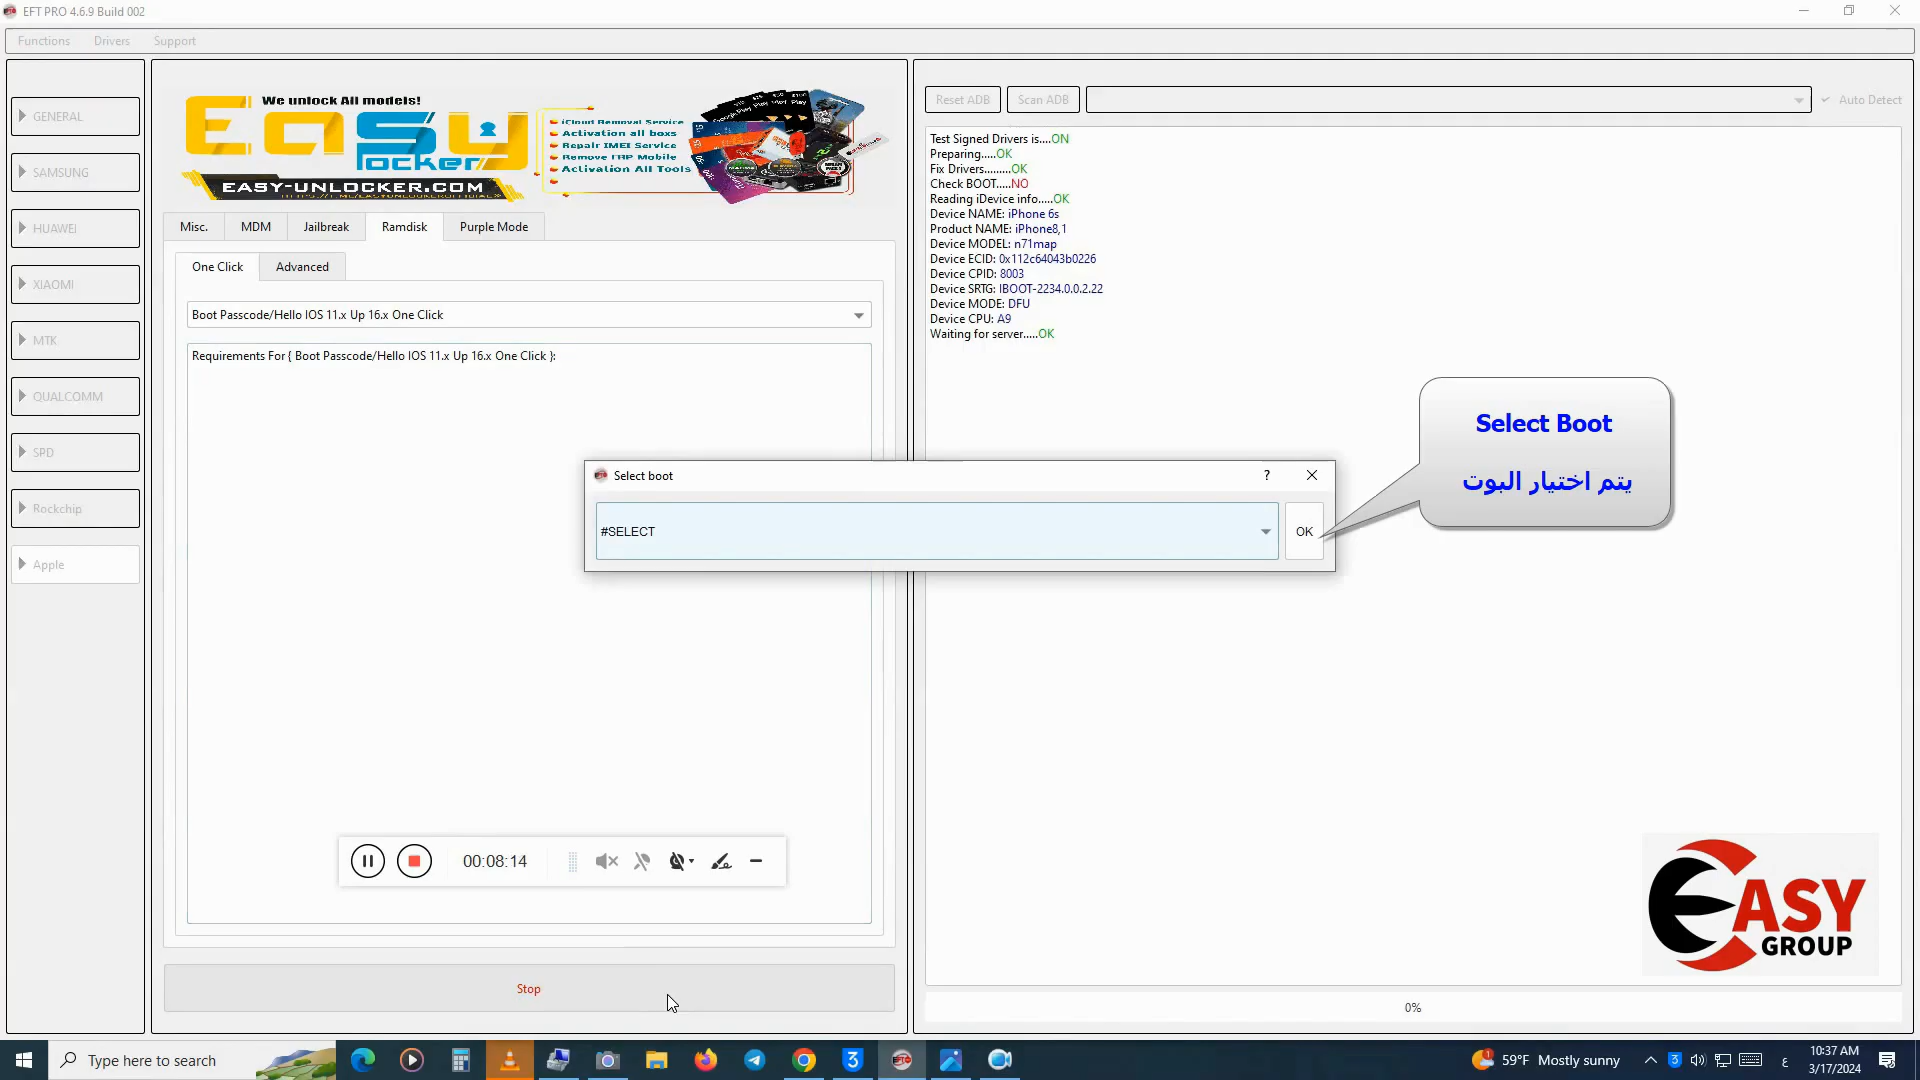 EFT PRO 4.6.9 Build 002
Functions
Drivers
Support
GENERAL
SAMSUNG
HUAWEI
XIAOMI
MTK
QUALCOMM
SPD
Rockchip
Apple
We unlock All models!
Easy
locker
EASY-UNLOCKER.COM
iCloud Removal Service
Activation all boxs
Repair IMEI Service
Remove FRP Mobile
Activation All Tools
Misc.
MDM
Jailbreak
Ramdisk
Purple Mode
One Click
Advanced
Boot Passcode/Hello IOS 11.x Up 16.x One Click
Requirements For { Boot Passcode/Hello IOS 11.x Up 16.x One Click }:
00:08:14
Stop
Reset ADB
Scan ADB
Auto Detect
Test Signed Drivers is....ON
Preparing.....OK
Fix Drivers........OK
Check BOOT.....NO
Reading iDevice info.....OK
Device NAME: iPhone 6s
Product NAME: iPhone8,1
Device MODEL: n71map
Device ECID: 0x112c64043b0226
Device CPID: 8003
Device SRTG: IBOOT-2234.0.0.2.22
Device MODE: DFU
Device CPU: A9
Waiting for server.....OK
Select boot
?
#SELECT
OK
Select Boot
يتم اختيار البوت
EASY
GROUP
0%
Type here to search
59°F Mostly sunny
ع
10:37 AM
3/17/2024